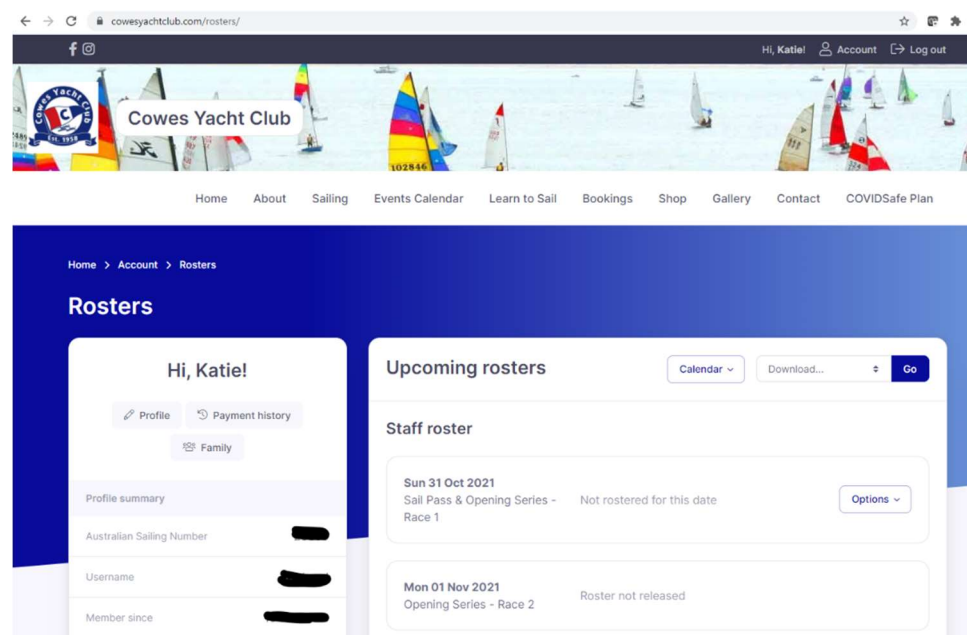 cowesyachtclub.com/rosters/
Hi, Katie! Account Log out
Cowes Yacht Club
Est. 1958
Cowes Yacht Club
102846
Home About Sailing Events Calendar Learn to Sail Bookings Shop Gallery Contact COVIDSafe Plan
Home > Account > Rosters
Rosters
Hi, Katie!
Profile Payment history
Family
Profile summary
Australian Sailing Number
Username
Member since
Upcoming rosters Calendar Download... Go
Staff roster
Sun 31 Oct 2021
Sail Pass & Opening Series -
Race 1
Not rostered for this date
Options
Mon 01 Nov 2021
Opening Series - Race 2
Roster not released